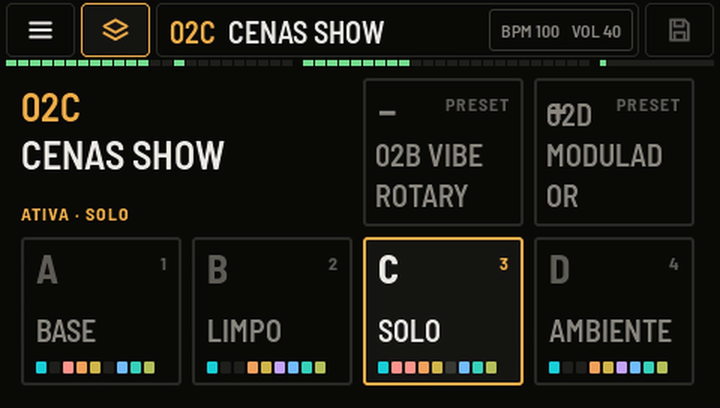 02C CENAS SHOW BPM 100 VOL 40
02C
CENAS SHOW
ATIVA · SOLO
– PRESET
02B VIBE
ROTARY
+ PRESET
02D
MODULAD
OR
A 1
BASE
B 2
LIMPO
C 3
SOLO
D 4
AMBIENTE